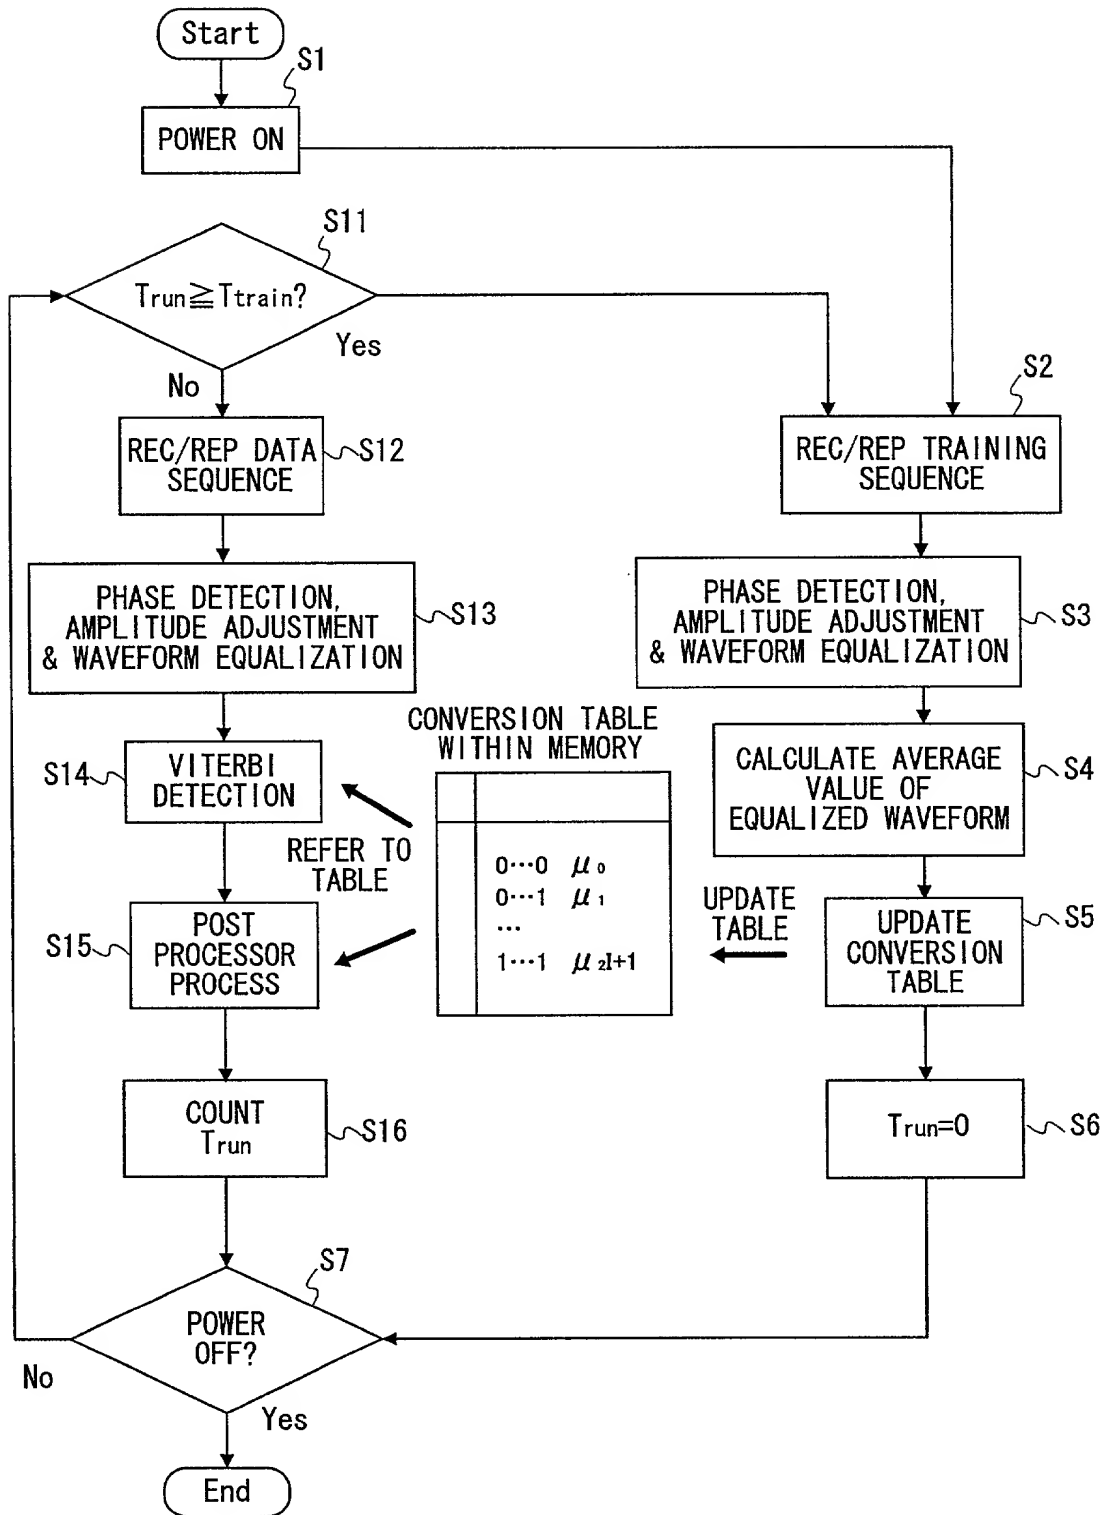 Start
S1
POWER ON
S11
Trun≧Ttrain?
Yes
No
S2
REC/REP DATA
SEQUENCE
S12
REC/REP TRAINING
SEQUENCE
PHASE DETECTION,
AMPLITUDE ADJUSTMENT
& WAVEFORM EQUALIZATION
S13
PHASE DETECTION,
AMPLITUDE ADJUSTMENT
& WAVEFORM EQUALIZATION
S3
CONVERSION TABLE
WITHIN MEMORY
S14
VITERBI
DETECTION
CALCULATE AVERAGE
VALUE OF
EQUALIZED WAVEFORM
S4
REFER TO
TABLE
0···0 μ0
0···1 μ1
···
1···1 μ2I+1
UPDATE
TABLE
S15
POST
PROCESSOR
PROCESS
UPDATE
CONVERSION
TABLE
S5
COUNT
Trun
S16
Trun=0
S6
S7
POWER
OFF?
No
Yes
End